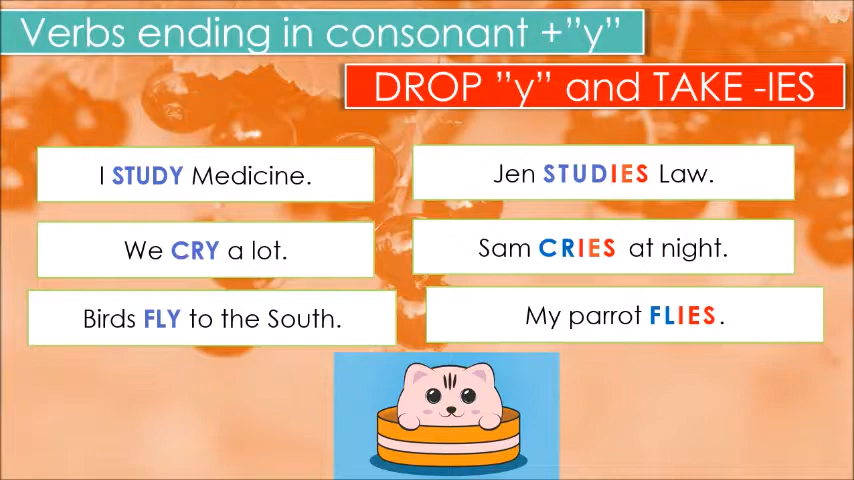 Verbs ending in consonant +”y”
DROP ”y” and TAKE -IES
I STUDY Medicine.
Jen STUDIES Law.
We CRY a lot.
Sam CRIES at night.
Birds FLY to the South.
My parrot FLIES.